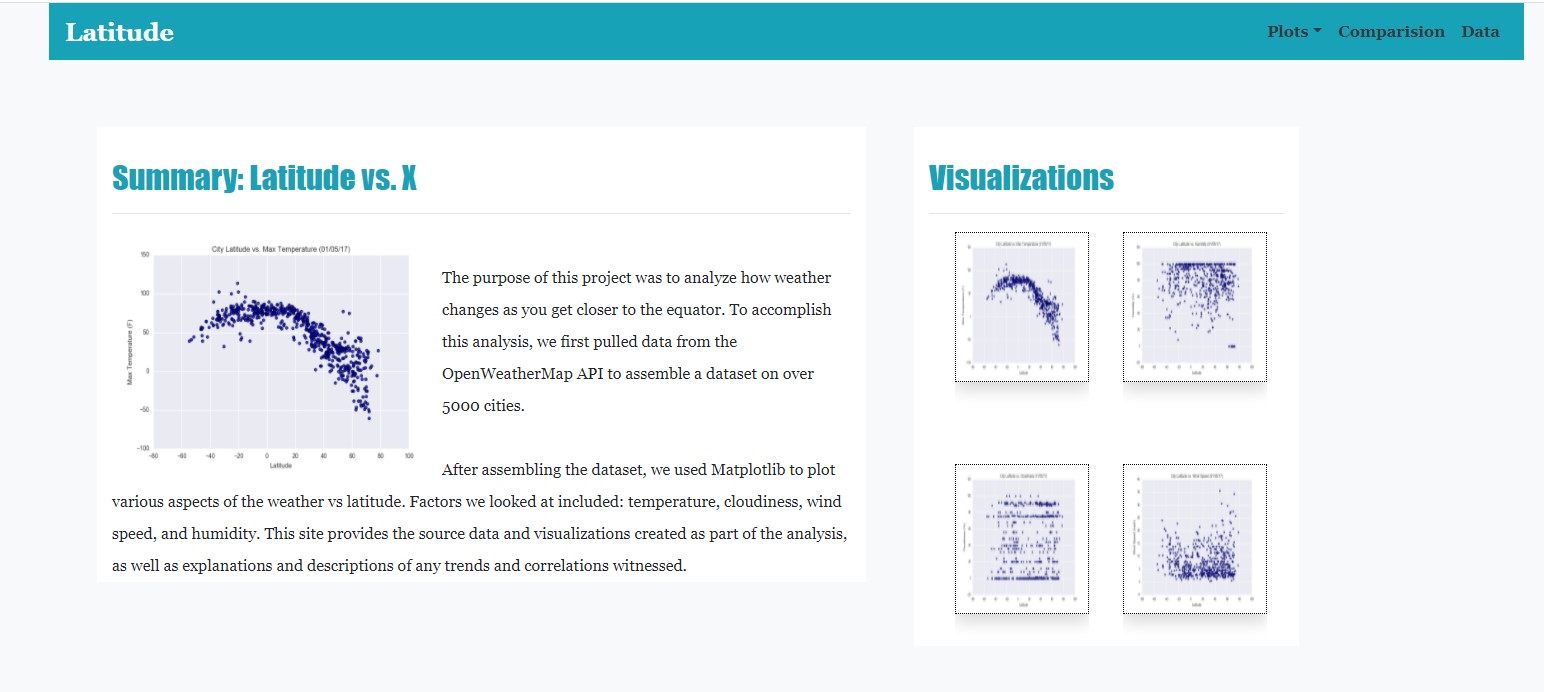 Latitude
Plots Comparision Data
Summary: Latitude vs. X
City Latitude vs. Max Temperature (01/05/17)
150
100
50
0
−50
−100
Max Temperature (F)
−80 −60 −40 −20 0 20 40 60 80 100
Latitude
The purpose of this project was to analyze how weather
changes as you get closer to the equator. To accomplish
this analysis, we first pulled data from the
OpenWeatherMap API to assemble a dataset on over
5000 cities.
After assembling the dataset, we used Matplotlib to plot
various aspects of the weather vs latitude. Factors we looked at included: temperature, cloudiness, wind
speed, and humidity. This site provides the source data and visualizations created as part of the analysis,
as well as explanations and descriptions of any trends and correlations witnessed.
Visualizations